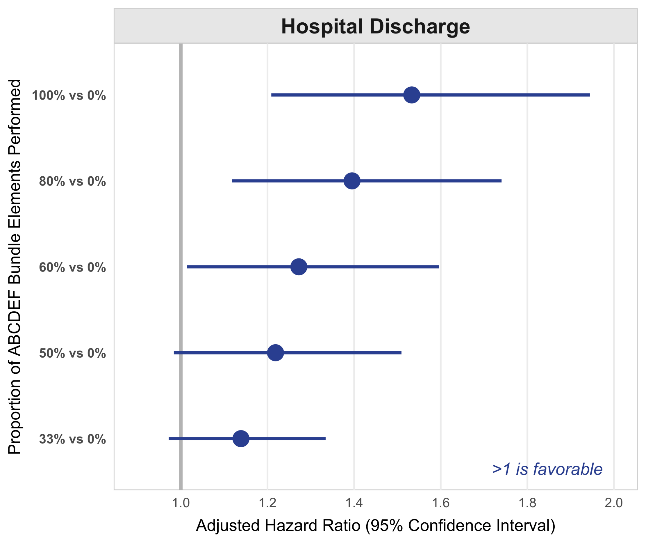 Hospital Discharge
Proportion of ABCDEF Bundle Elements Performed
100% vs 0%
80% vs 0%
60% vs 0%
50% vs 0%
33% vs 0%
>1 is favorable
1.0 1.2 1.4 1.6 1.8 2.0
Adjusted Hazard Ratio (95% Confidence Interval)